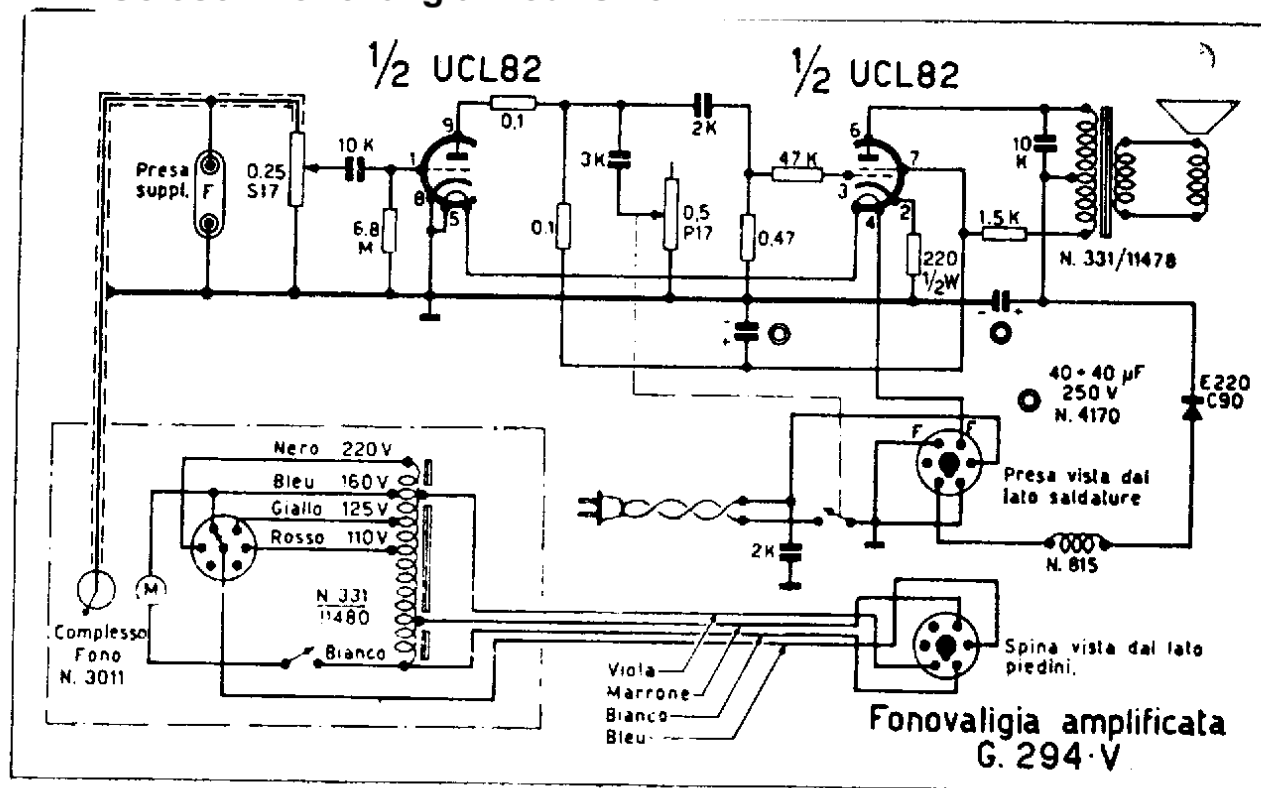 1/2 UCL82
1/2 UCL82
Presa
suppl.
F
0.25
S17
10 K
6.8
M
1
9
8
5
0,1
0.1
3K
2K
0,5
P17
47 K
0.47
6
7
3
2
4
220
1/2W
1.5 K
10
K
N. 331/11478
-
+
-
+
40+40 µF
250 V
N. 4170
E220
C90
F
F
Presa vista dal
lato saldature
2K
N. 815
Nero 220V
Bleu 160V
Giallo 125V
Rosso 110V
M
N. 331
11480
Bianco
Complesso
Fono
N. 3011
Viola
Marrone
Bianco
Bleu
Spina vista dal lato
piedini.
Fonovaligia amplificata
G. 294·V